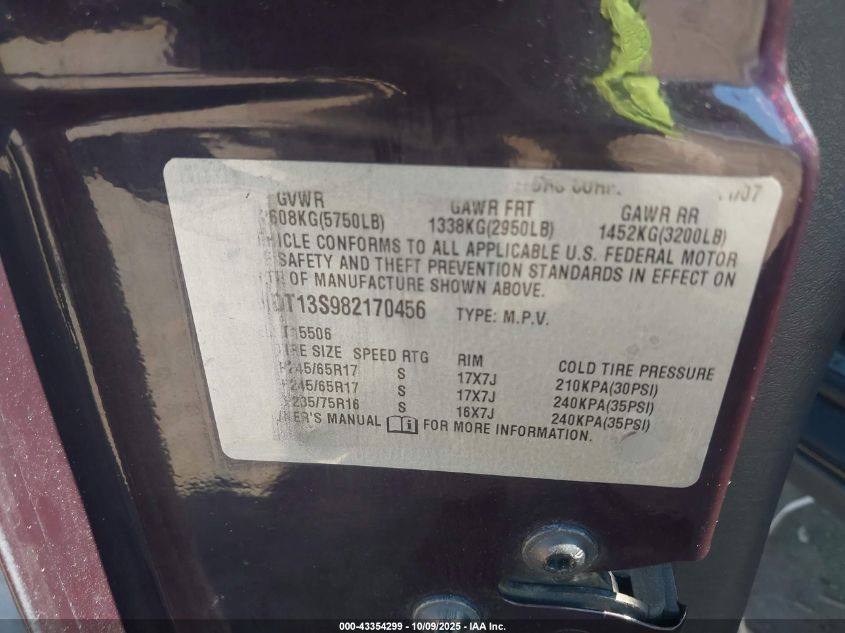 /07
GVWR GAWR FRT GAWR RR
608KG(5750LB) 1338KG(2950LB) 1452KG(3200LB)
ICLE CONFORMS TO ALL APPLICABLE U.S. FEDERAL MOTOR
SAFETY AND THEFT PREVENTION STANDARDS IN EFFECT ON
OF MANUFACTURE SHOWN ABOVE.
T13S982170456 TYPE: M.P.V.
5506
RE SIZE SPEED RTG RIM COLD TIRE PRESSURE
245/65R17 S 17X7J 210KPA(30PSI)
245/65R17 S 17X7J 240KPA(35PSI)
235/75R16 S 16X7J 240KPA(35PSI)
ER'S MANUAL FOR MORE INFORMATION.
000-43354299 - 10/09/2025 - IAA Inc.